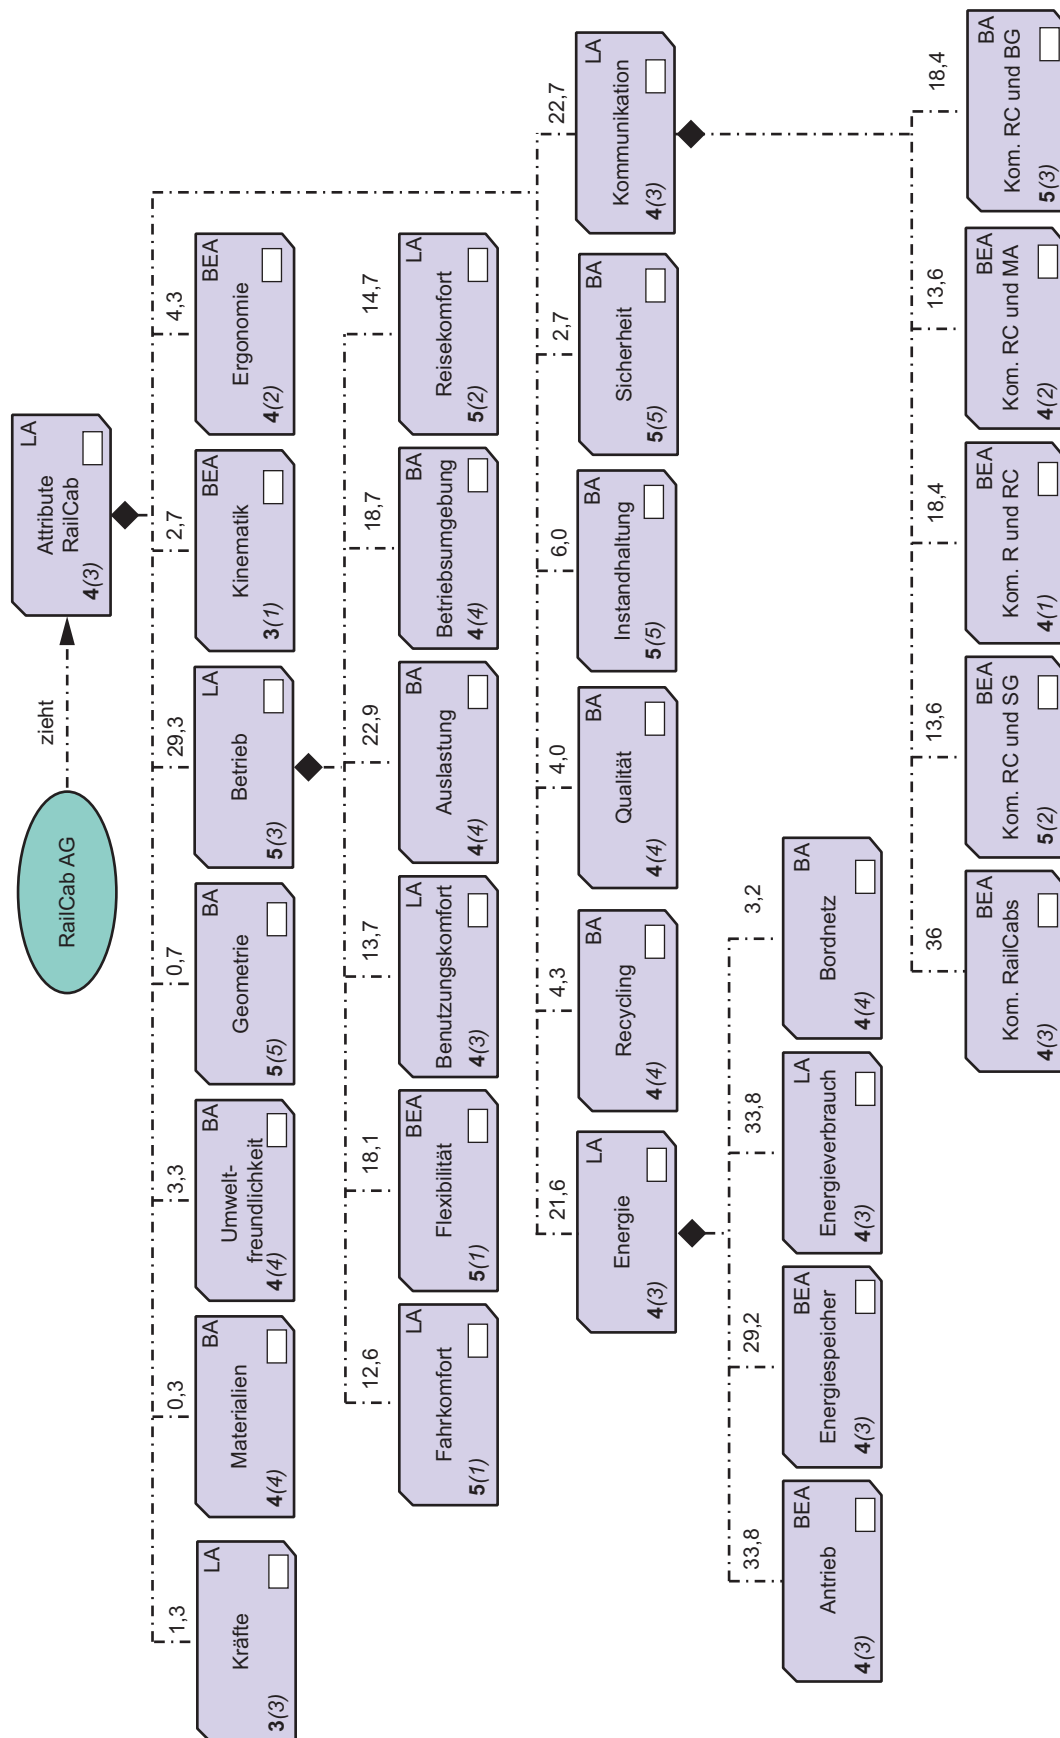 RailCab AG
zieht
LA
Attribute
RailCab
4(3)
1,3
0,3
3,3
0,7
29,3
2,7
4,3
LA
Kräfte
3(3)
BA
Materialien
4(4)
BA
Umwelt-
freundlichkeit
4(4)
BA
Geometrie
5(5)
LA
Betrieb
5(3)
BEA
Kinematik
3(1)
BEA
Ergonomie
4(2)
12,6
18,1
13,7
22,9
18,7
14,7
LA
Fahrkomfort
5(1)
BEA
Flexibilität
5(1)
LA
Benutzungskomfort
4(3)
BA
Auslastung
4(4)
BA
Betriebsumgebung
4(4)
LA
Reisekomfort
5(2)
21,6
4,3
4,0
6,0
2,7
22,7
LA
Energie
4(3)
BA
Recycling
4(4)
BA
Qualität
4(4)
BA
Instandhaltung
5(5)
BA
Sicherheit
5(5)
LA
Kommunikation
4(3)
33,8
29,2
33,8
3,2
BEA
Antrieb
4(3)
BEA
Energiespeicher
4(3)
LA
Energieverbrauch
4(3)
BA
Bordnetz
4(4)
36
13,6
18,4
13,6
18,4
BEA
Kom. RailCabs
4(3)
BEA
Kom. RC und SG
5(2)
BEA
Kom. R und RC
4(1)
BEA
Kom. RC und MA
4(2)
BA
Kom. RC und BG
5(3)